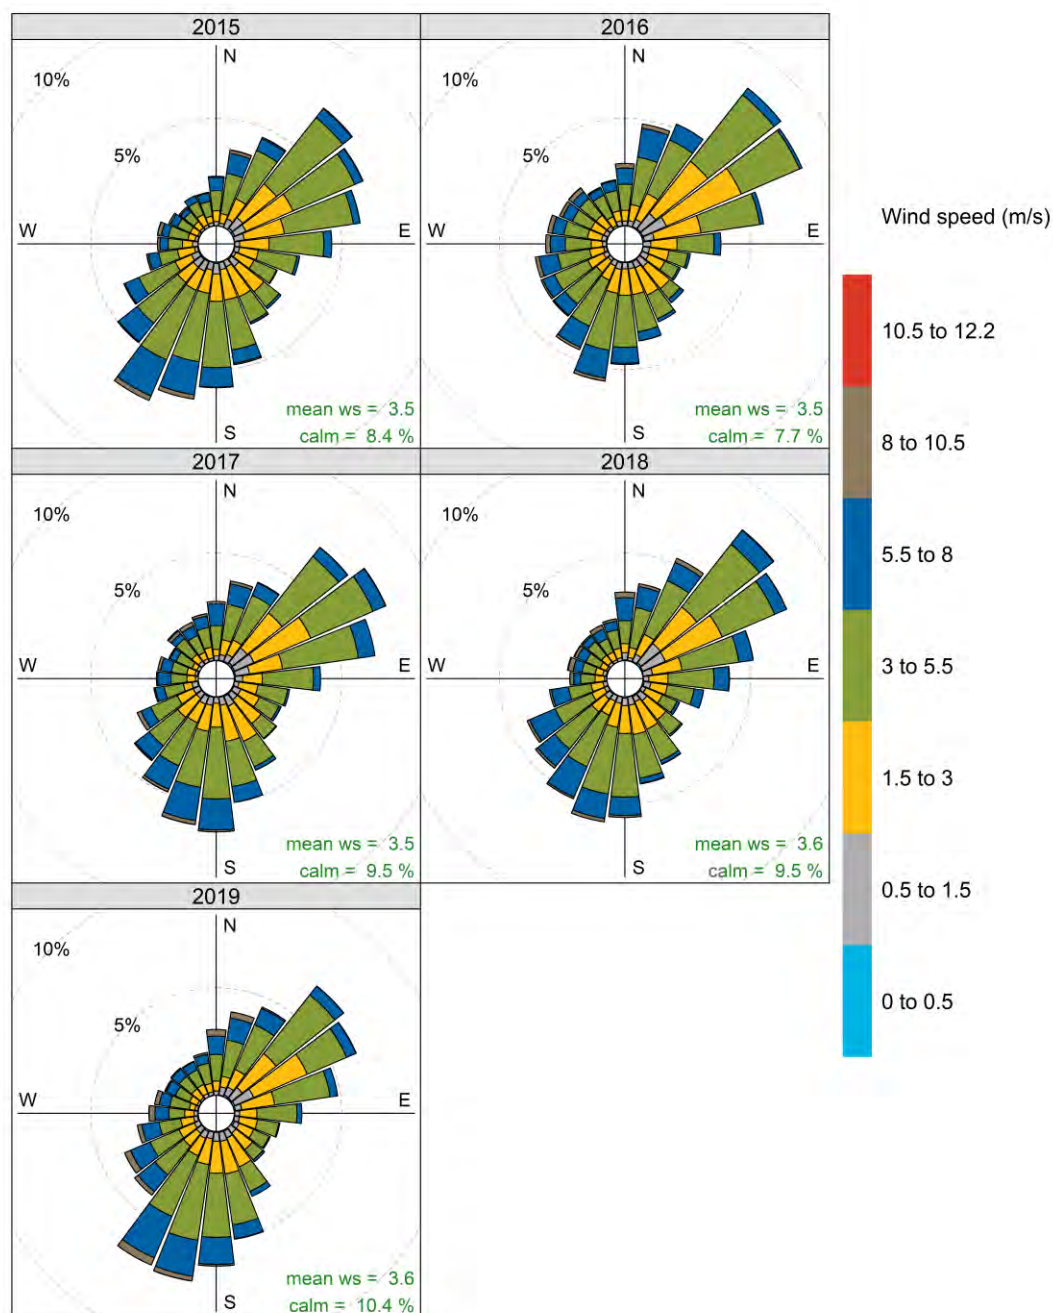 2015
2016
N
10%
5%
W
E
S
mean ws = 3.5
calm = 8.4 %
N
10%
5%
W
E
S
mean ws = 3.5
calm = 7.7 %
2017
2018
N
10%
5%
W
E
S
mean ws = 3.5
calm = 9.5 %
N
10%
5%
W
E
S
mean ws = 3.6
calm = 9.5 %
2019
N
10%
5%
W
E
S
mean ws = 3.6
calm = 10.4 %
Wind speed (m/s)
10.5 to 12.2
8 to 10.5
5.5 to 8
3 to 5.5
1.5 to 3
0.5 to 1.5
0 to 0.5